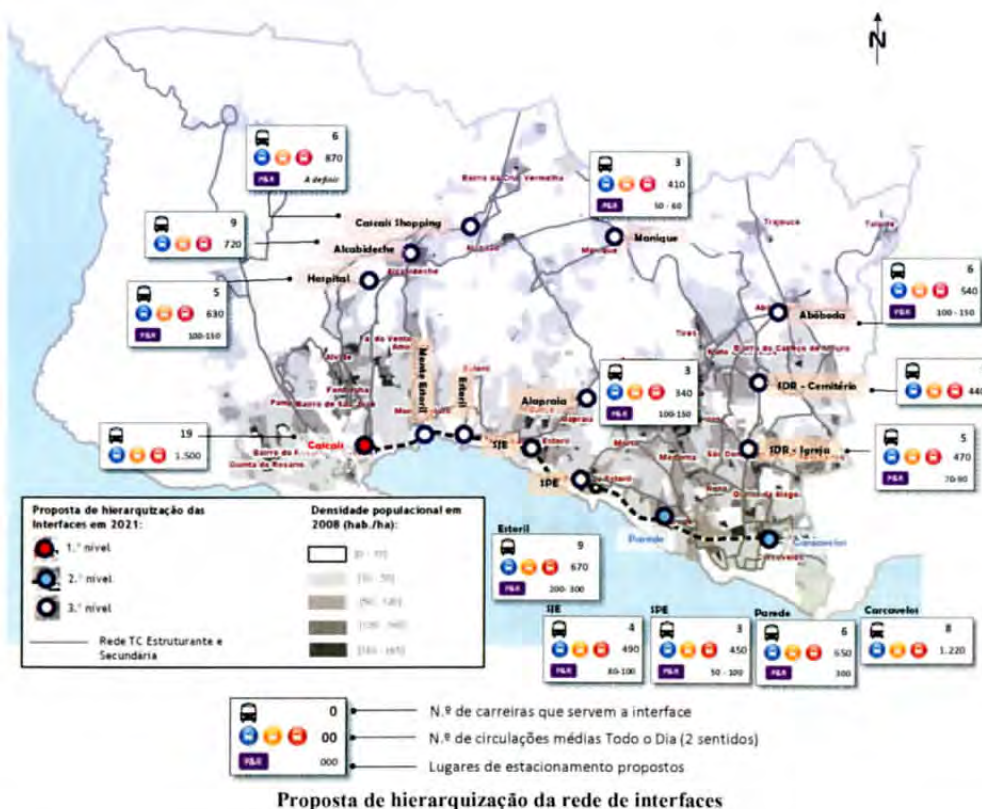 N
6
870
P&R A definir
9
720
5
630
P&R 100-150
19
1.500
3
410
P&R 50 - 60
6
540
P&R 100 - 150
3
340
P&R 100-150
440
5
470
P&R 70-90
Bairro da Cruz Vermelha
Cascais Shopping
Alcabideche
Hospital
Alcabideche
Manique
Trajouce
Abóboda
Tires
SDR - Cemitério
SDR - Igreja
Monte Estoril
Estoril
Alapraia
SJE
SPE
Cascais
Parede
Carcavelos
Quinta do Rosario
Proposta de hierarquização das
Interfaces em 2021:
1.º nível
2.º nível
3.º nível
Rede TC Estruturante e
Secundária
Densidade populacional em
2008 (hab./ha):
Estoril
9
670
P&R 200- 300
SJE
4
490
P&R 80-100
SPE
3
450
P&R 50 - 100
Parede
6
650
P&R 300
Carcavelos
8
1.220
0
N.º de carreiras que servem a interface
00
N.º de circulações médias Todo o Dia (2 sentidos)
P&R 000
Lugares de estacionamento propostos
Proposta de hierarquização da rede de interfaces